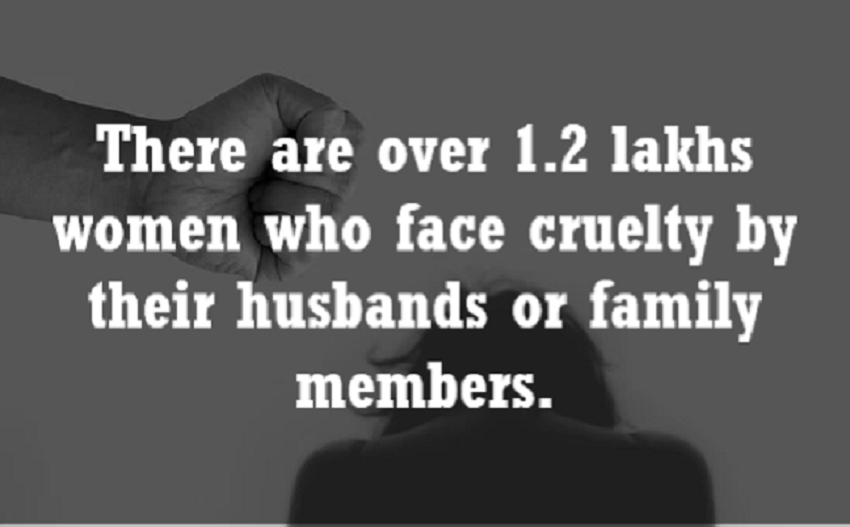 There are over 1.2 lakhs
women who face cruelty by
their husbands or family
members.